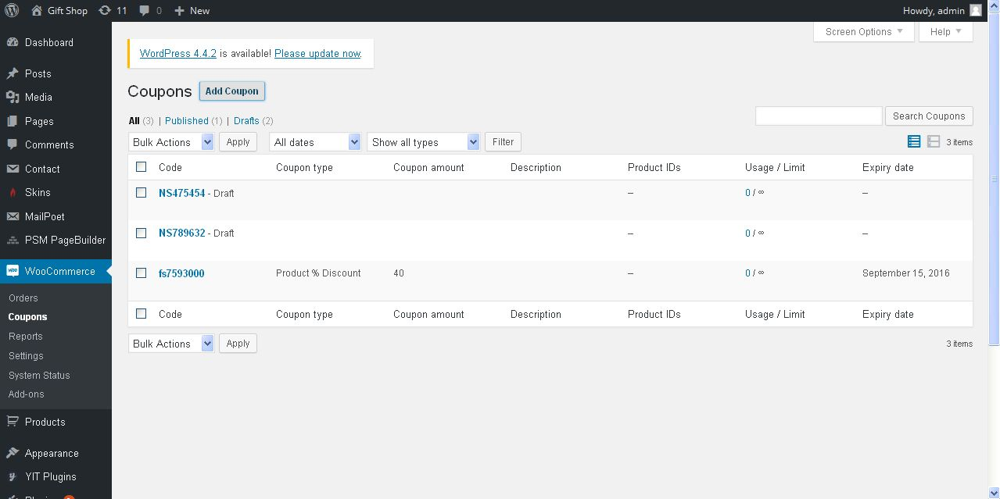 Gift Shop 11 0 New Howdy, admin
Screen Options Help
WordPress 4.4.2 is available! Please update now.
Coupons Add Coupon
All (3) | Published (1) | Drafts (2) Search Coupons
Bulk Actions Apply All dates Show all types Filter 3 items
Code Coupon type Coupon amount Description Product IDs Usage / Limit Expiry date
NS475454 - Draft – 0 / ∞ –
NS789632 - Draft – 0 / ∞ –
fs7593000 Product % Discount 40 – 0 / ∞ September 15, 2016
Code Coupon type Coupon amount Description Product IDs Usage / Limit Expiry date
Bulk Actions Apply 3 items
Dashboard
Posts
Media
Pages
Comments
Contact
Skins
MailPoet
PSM PageBuilder
WooCommerce
Orders
Coupons
Reports
Settings
System Status
Add-ons
Products
Appearance
YIT Plugins